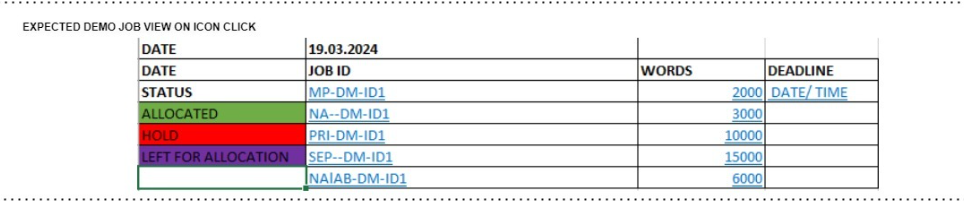 EXPECTED DEMO JOB VIEW ON ICON CLICK
DATE 19.03.2024
DATE JOB ID WORDS DEADLINE
STATUS MP-DM-ID1 2000 DATE/ TIME
ALLOCATED NA--DM-ID1 3000
HOLD PRI-DM-ID1 10000
LEFT FOR ALLOCATION SEP--DM-ID1 15000
NAIAB-DM-ID1 6000